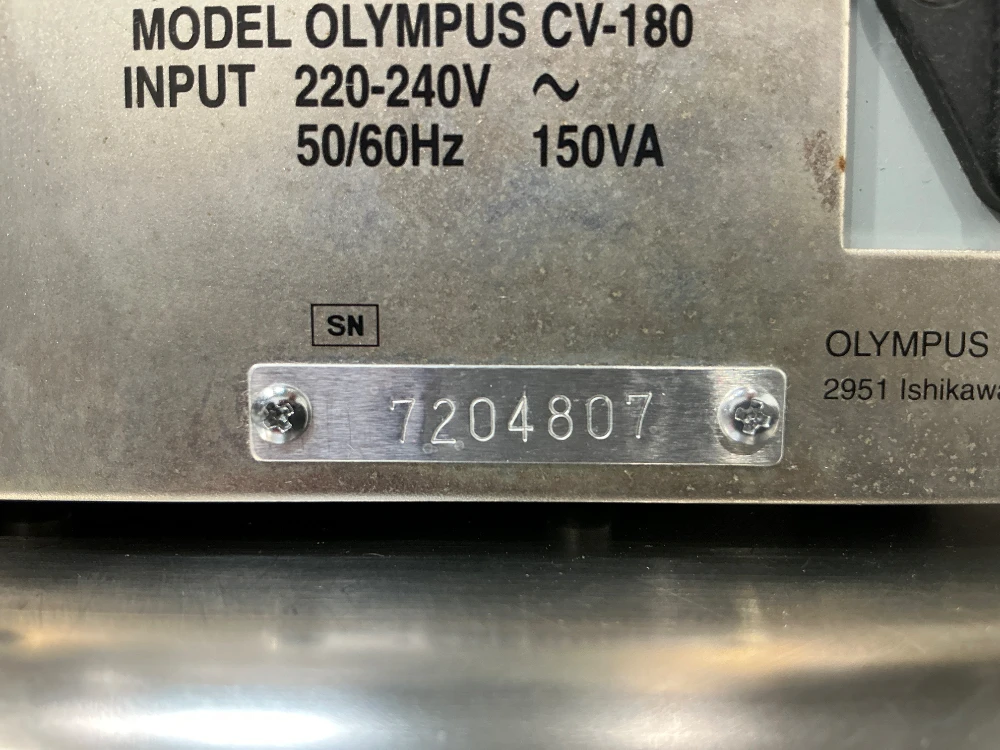 MODEL OLYMPUS CV-180
INPUT 220-240V ~
50/60Hz 150VA
SN
7204807
OLYMPUS
2951 Ishikawa